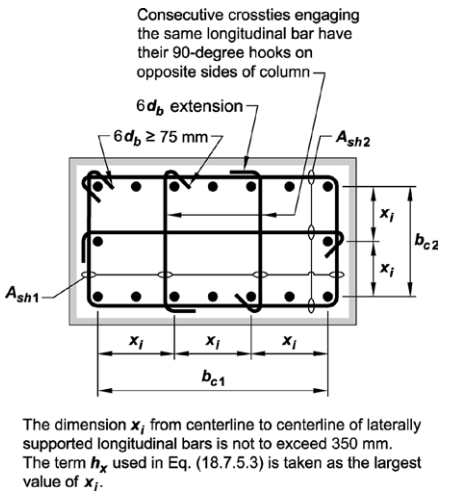 Consecutive crossties engaging
the same longitudinal bar have
their 90-degree hooks on
opposite sides of column
6d_b extension
6d_b ≥ 75 mm
A_sh2
x_i
b_c2
x_i
A_sh1
x_i x_i x_i
b_c1
The dimension x_i from centerline to centerline of laterally
supported longitudinal bars is not to exceed 350 mm.
The term h_x used in Eq. (18.7.5.3) is taken as the largest
value of x_i.